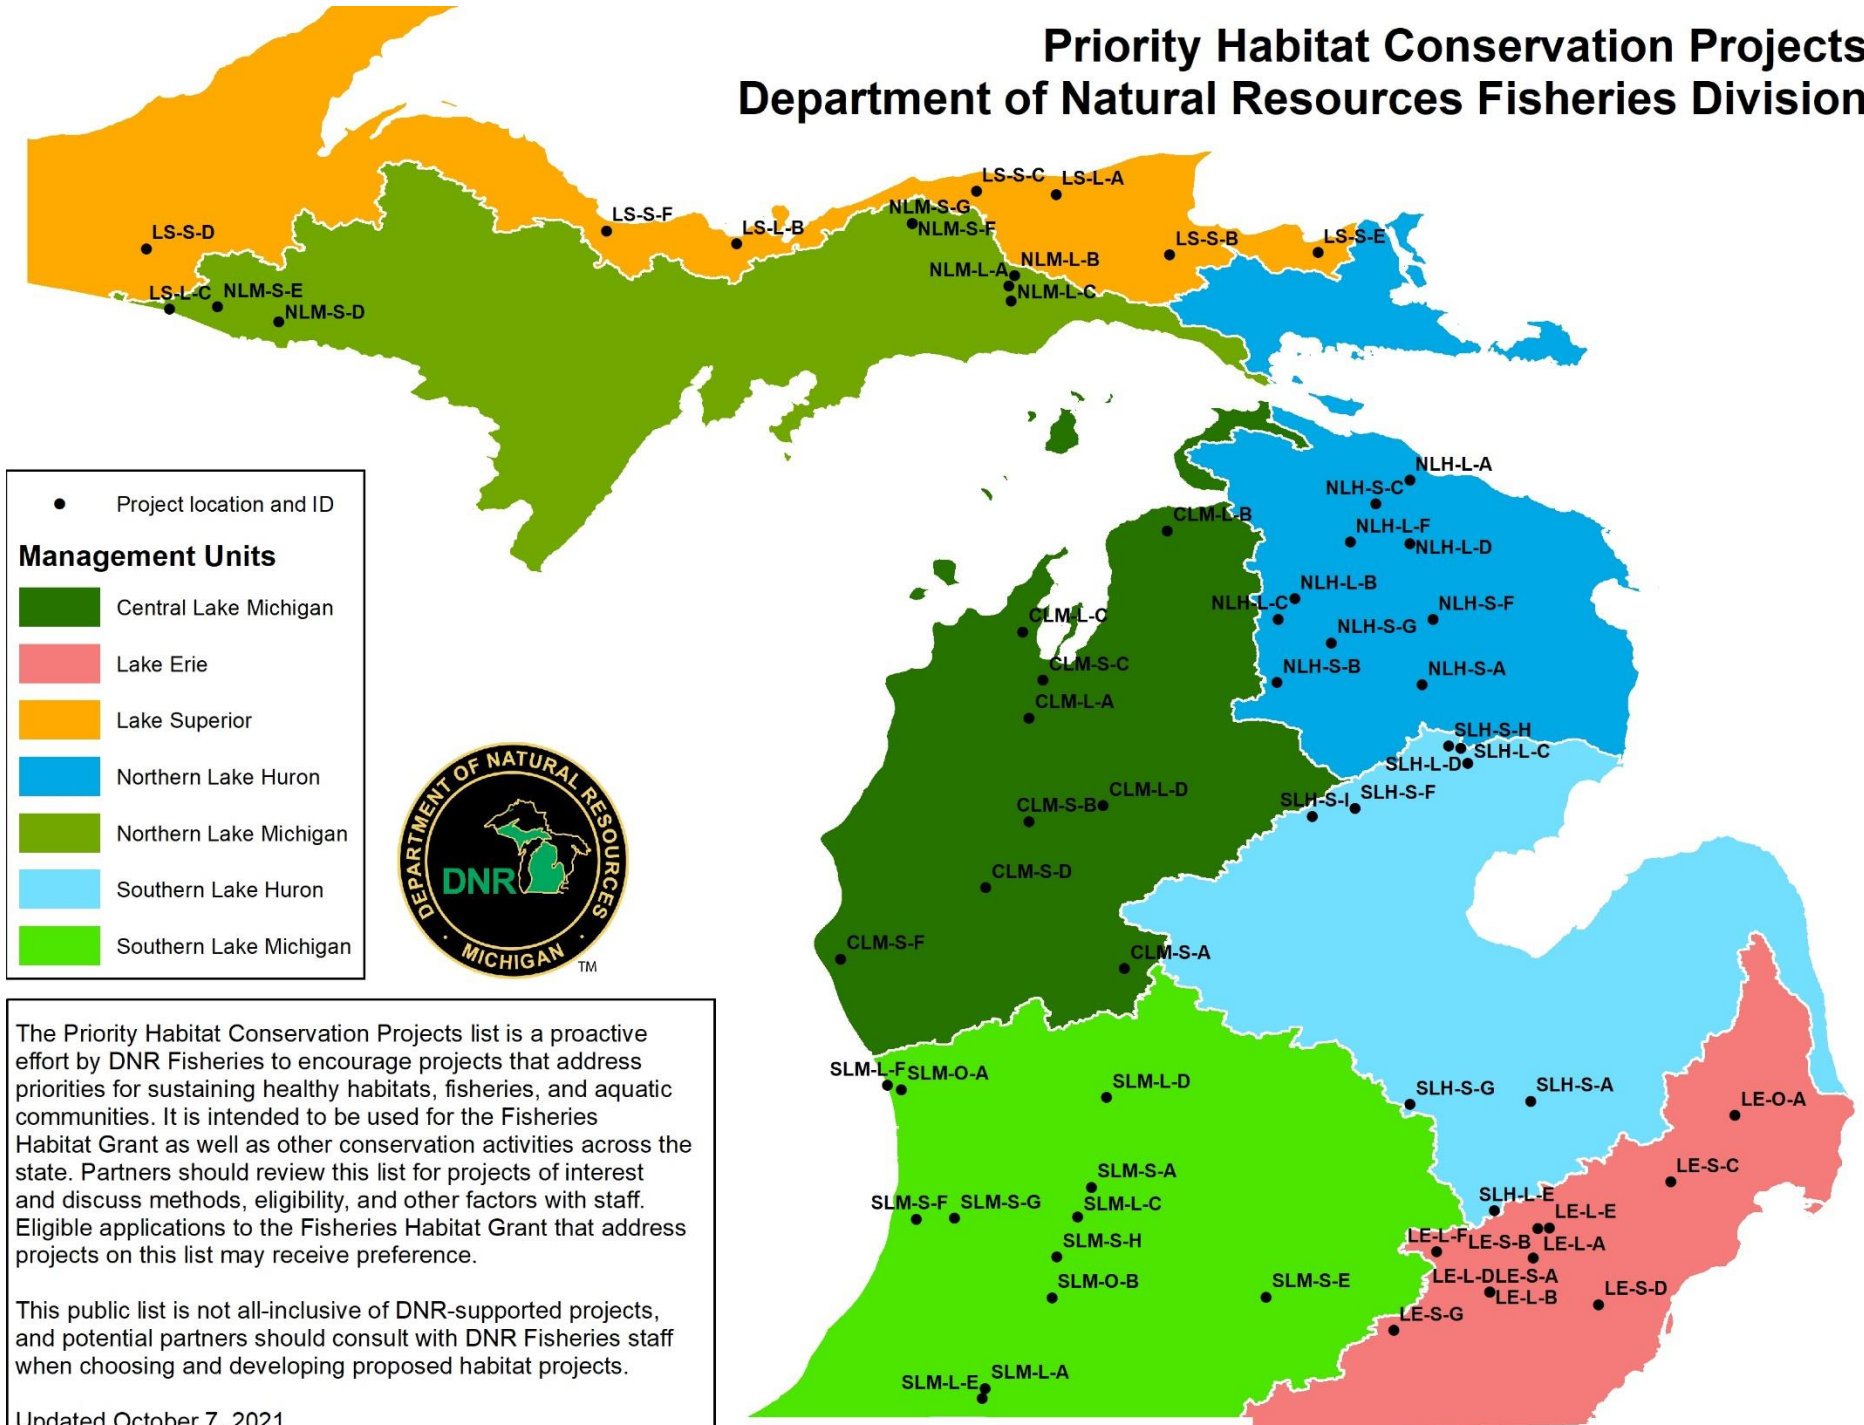 Priority Habitat Conservation Projects
Department of Natural Resources Fisheries Division
LS-S-C
LS-L-A
NLM-S-G
LS-S-F
NLM-S-F
LS-L-B
LS-S-D
LS-S-B
LS-S-E
NLM-L-B
NLM-L-A
LS-L-C
NLM-S-E
NLM-L-C
NLM-S-D
NLH-L-A
NLH-S-C
CLM-L-B
NLH-L-F
NLH-L-D
NLH-L-B
NLH-L-C
NLH-S-F
CLM-L-C
NLH-S-G
CLM-S-C
NLH-S-B
NLH-S-A
CLM-L-A
SLH-S-H
SLH-L-C
SLH-L-D
CLM-L-D
CLM-S-B
SLH-S-I
SLH-S-F
CLM-S-D
CLM-S-F
CLM-S-A
Project location and ID
Management Units
Central Lake Michigan
Lake Erie
Lake Superior
Northern Lake Huron
Northern Lake Michigan
Southern Lake Huron
Southern Lake Michigan
DEPARTMENT OF NATURAL RESOURCES
DNR
MICHIGAN
TM
SLM-L-F
SLM-O-A
SLM-L-D
SLH-S-G
SLH-S-A
LE-O-A
SLM-S-A
LE-S-C
SLM-S-F
SLM-S-G
SLM-L-C
SLH-L-E
LE-L-E
SLM-S-H
LE-L-F
LE-S-B
LE-L-A
SLM-O-B
SLM-S-E
LE-L-D
LE-S-A
LE-L-B
LE-S-D
LE-S-G
SLM-L-E
SLM-L-A
The Priority Habitat Conservation Projects list is a proactive
effort by DNR Fisheries to encourage projects that address
priorities for sustaining healthy habitats, fisheries, and aquatic
communities. It is intended to be used for the Fisheries
Habitat Grant as well as other conservation activities across the
state. Partners should review this list for projects of interest
and discuss methods, eligibility, and other factors with staff.
Eligible applications to the Fisheries Habitat Grant that address
projects on this list may receive preference.
This public list is not all-inclusive of DNR-supported projects,
and potential partners should consult with DNR Fisheries staff
when choosing and developing proposed habitat projects.
Updated October 7, 2021